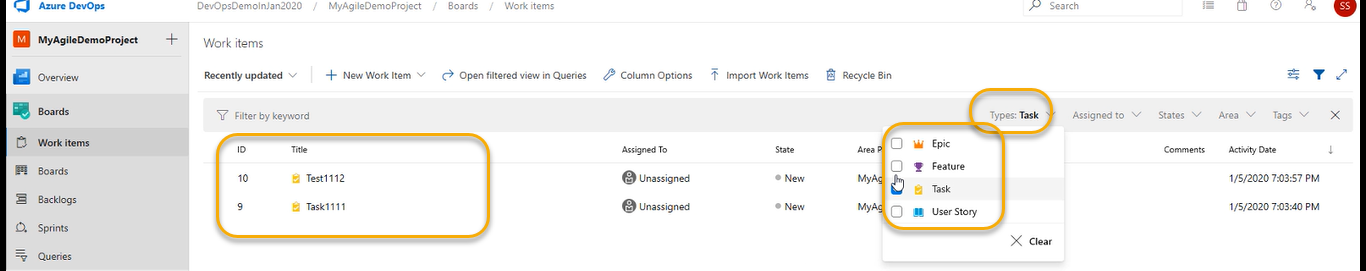 Azure DevOps DevOpsDemoInJan2020 / MyAgileDemoProject / Boards / Work items Search SS
M MyAgileDemoProject
Work items
Recently updated New Work Item Open filtered view in Queries Column Options Import Work Items Recycle Bin
Overview
Boards
Work items
Boards
Backlogs
Sprints
Queries
Filter by keyword Types: Task Assigned to States Area Tags
ID Title Assigned To State Area P Comments Activity Date
10 Test1112 Unassigned New MyAg 1/5/2020 7:03:57 PM
9 Task1111 Unassigned New MyAg 1/5/2020 7:03:40 PM
Epic
Feature
Task
User Story
Clear